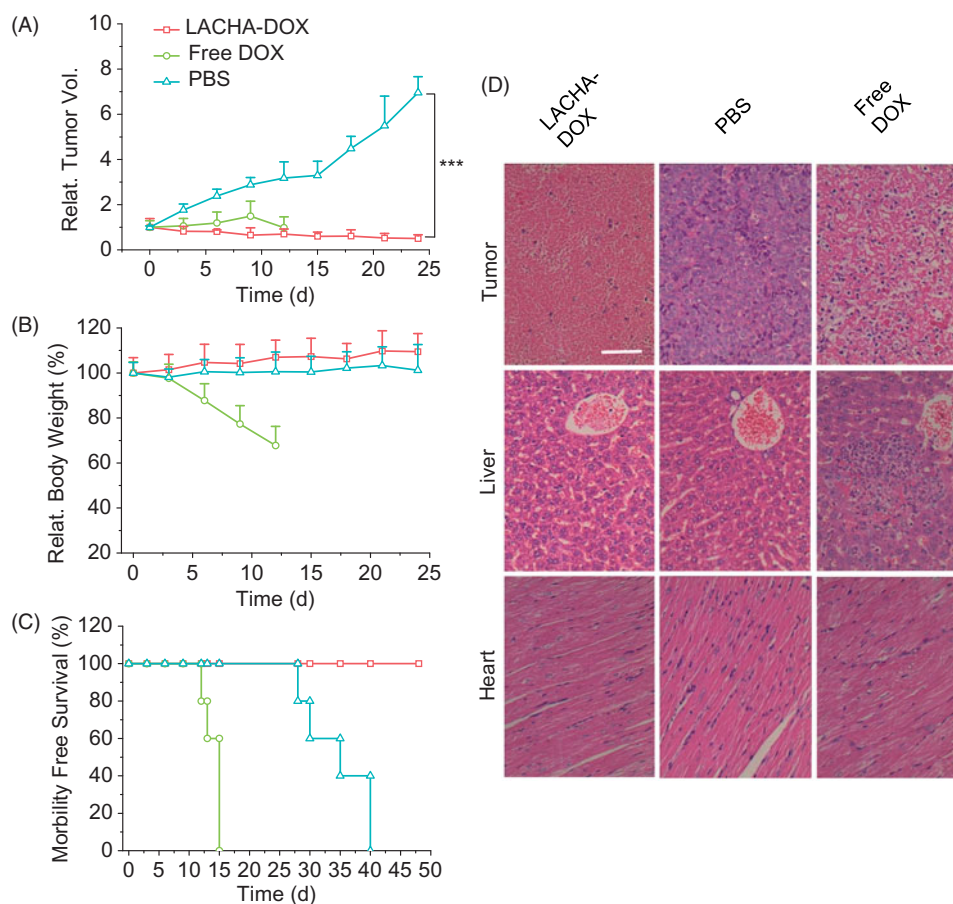 (A)
10
8
6
4
2
0
Relat. Tumor Vol.
LACHA-DOX
Free DOX
PBS
***
0 5 10 15 20 25
Time (d)
(B)
120
100
80
60
40
20
Relat. Body Weight (%)
0 5 10 15 20 25
Time (d)
(C)
120
100
80
60
40
20
0
Morbility Free Survival (%)
0 5 10 15 20 25 30 35 40 45 50
Time (d)
(D)
LACHA-
DOX
PBS
Free
DOX
Tumor
Liver
Heart